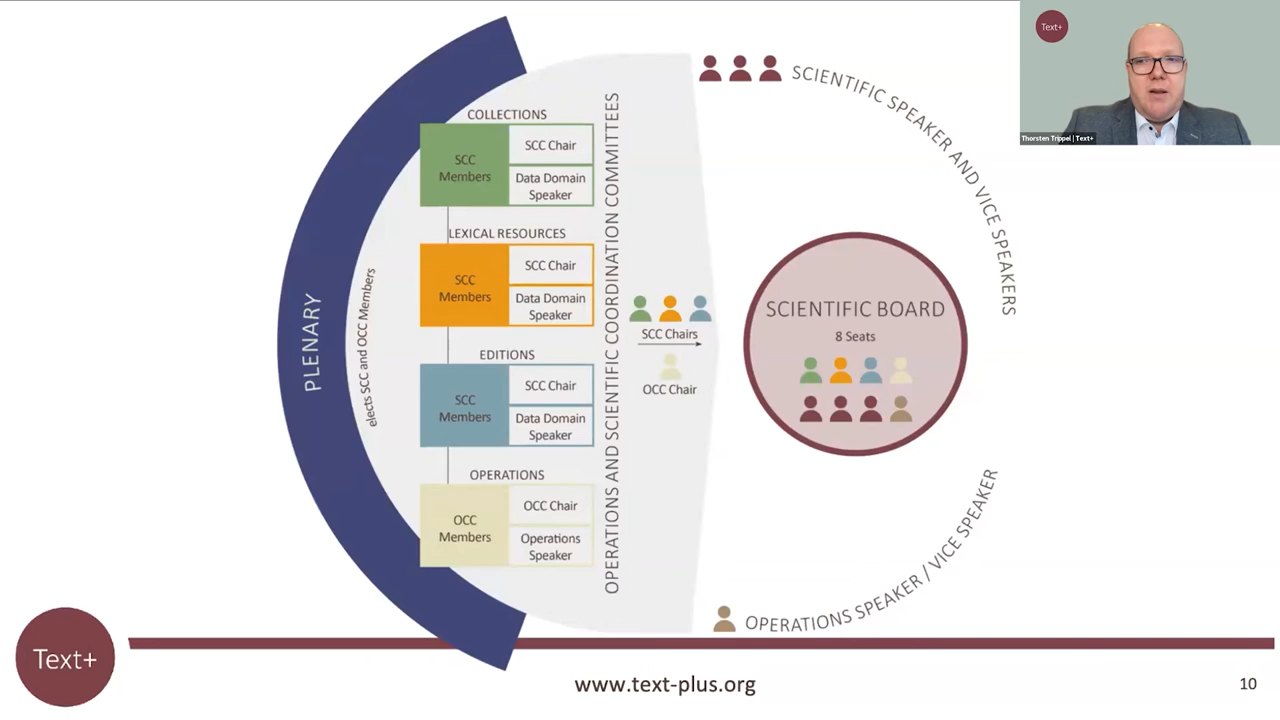 PLENARY
elects SCC and OCC Members
COLLECTIONS
SCC
Members
SCC Chair
Data Domain
Speaker
LEXICAL RESOURCES
SCC
Members
SCC Chair
Data Domain
Speaker
EDITIONS
SCC
Members
SCC Chair
Data Domain
Speaker
OPERATIONS
OCC
Members
OCC Chair
Operations
Speaker
OPERATIONS AND SCIENTIFIC COORDINATION COMMITTEES
SCC Chairs
OCC Chair
SCIENTIFIC SPEAKER AND VICE SPEAKERS
SCIENTIFIC BOARD
8 Seats
OPERATIONS SPEAKER / VICE SPEAKER
Text+
Thorsten Trippel | Text+
Text+
www.text-plus.org
10